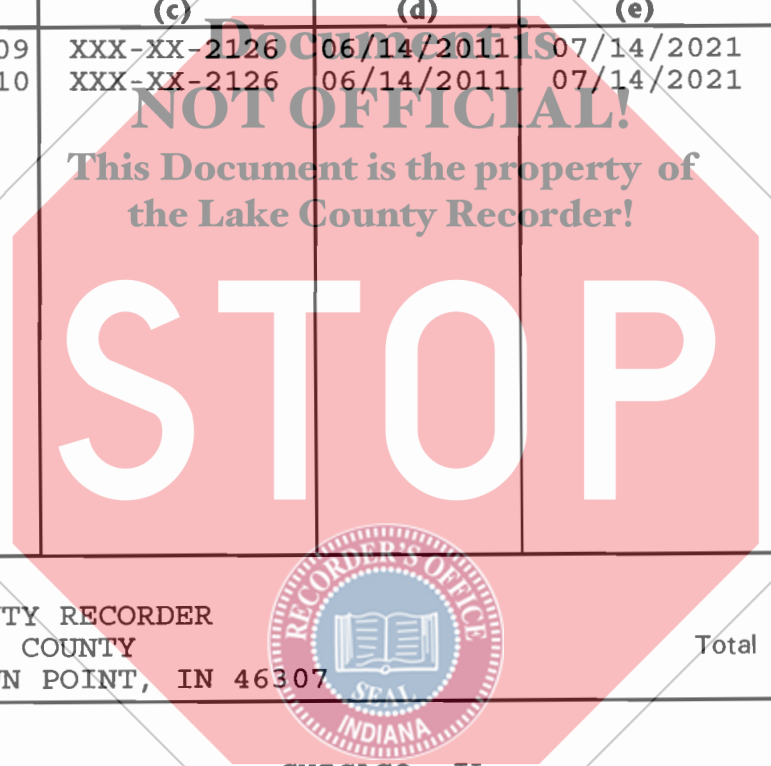 (c) (d) (e)
09 XXX-XX-2126 06/14/2011 07/14/2021
10 XXX-XX-2126 06/14/2011 07/14/2021
Document is
NOT OFFICIAL!
This Document is the property of
the Lake County Recorder!
STOP
TY RECORDER
COUNTY
Total
N POINT, IN 46307
RECORDER'S OFFICE
SEAL
INDIANA